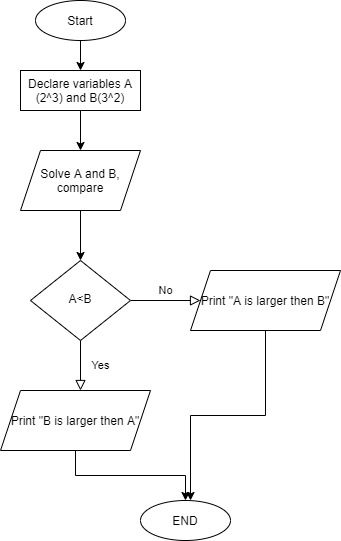 Start
Declare variables A
(2^3) and B(3^2)
Solve A and B,
compare
A<B
No
Print "A is larger then B"
Yes
Print "B is larger then A"
END